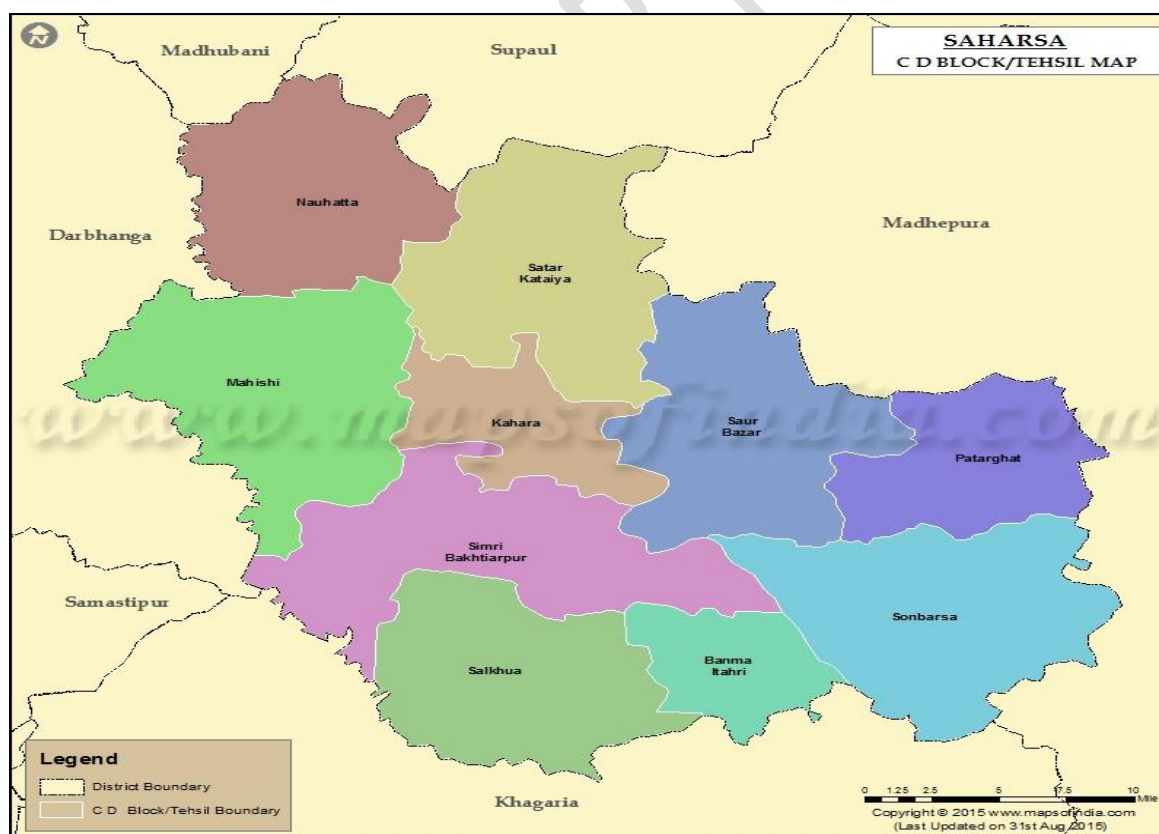 N
Madhubani
Supaul
SAHARSA
C D BLOCK/TEHSIL MAP
Nauhatta
Madhepura
Darbhanga
Satar
Kataiya
Mahishi
Kahara
Saur
Bazar
www.mapsofindia.com
Patarghat
Simri
Bakhtiarpur
Samastipur
Sonbarsa
Salkhua
Banma
Itahri
Legend
District Boundary
C D Block/Tehsil Boundary
Khagaria
0 1.25 2.5 5 7.5 10
Mile
Copyright © 2015 www.mapsofindia.com
(Last Updated on 31st Aug 2015)